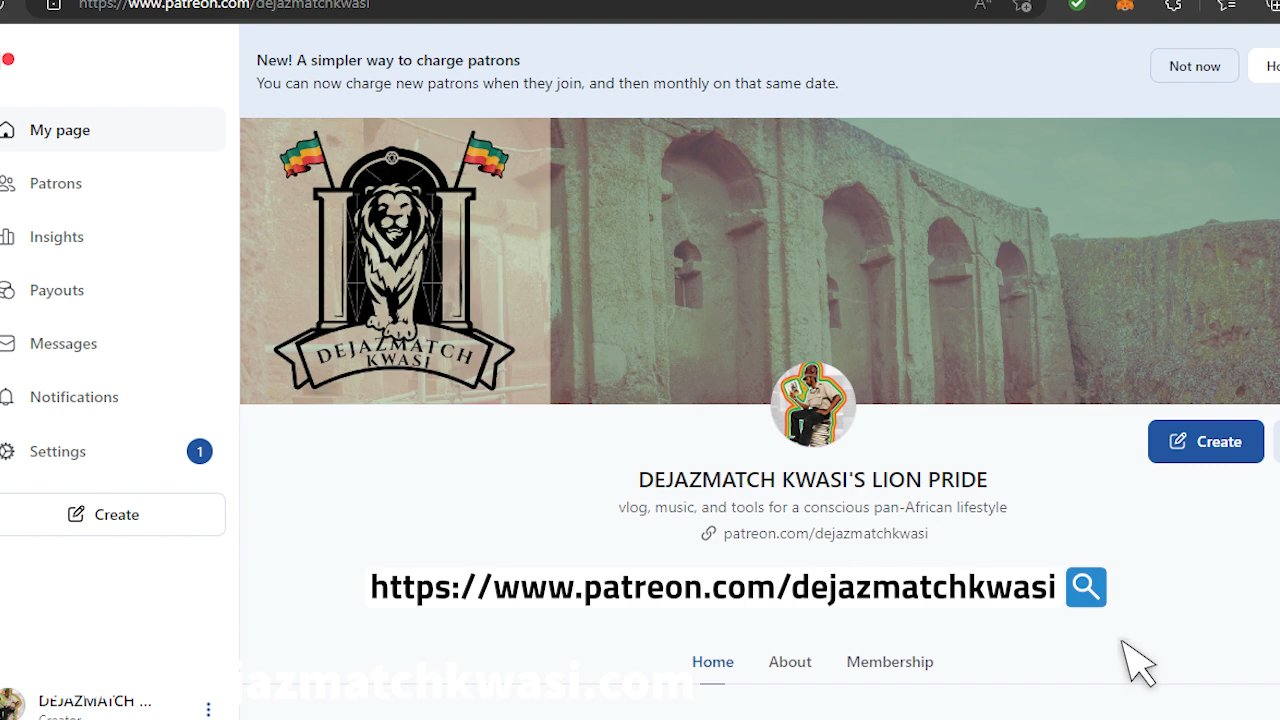 https://www.patreon.com/dejazmatchkwasi
New! A simpler way to charge patrons
You can now charge new patrons when they join, and then monthly on that same date.
Not now
My page
Patrons
Insights
Payouts
Messages
Notifications
Settings
1
Create
DEJAZMATCH
KWASI
Create
DEJAZMATCH KWASI'S LION PRIDE
vlog, music, and tools for a conscious pan-African lifestyle
patreon.com/dejazmatchkwasi
https://www.patreon.com/dejazmatchkwasi
Home About Membership
jazmatchkwasi.com
DEJAZMATCH ...
Creator